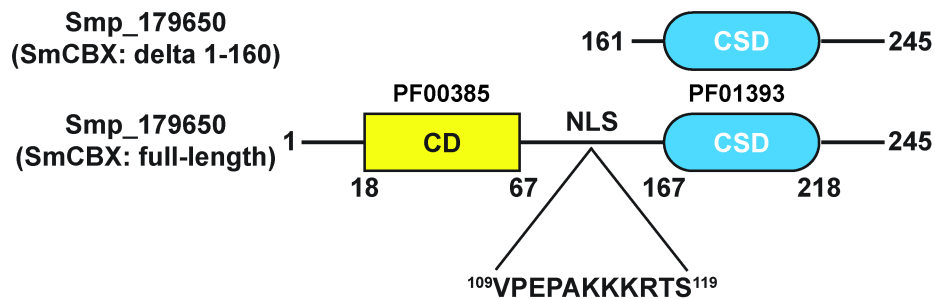 Smp_179650
(SmCBX: delta 1-160)
161 CSD 245
PF00385 PF01393
Smp_179650
(SmCBX: full-length)
1 CD NLS CSD 245
18 67 167 218
¹⁰⁹VPEPAKKKRTS¹¹⁹